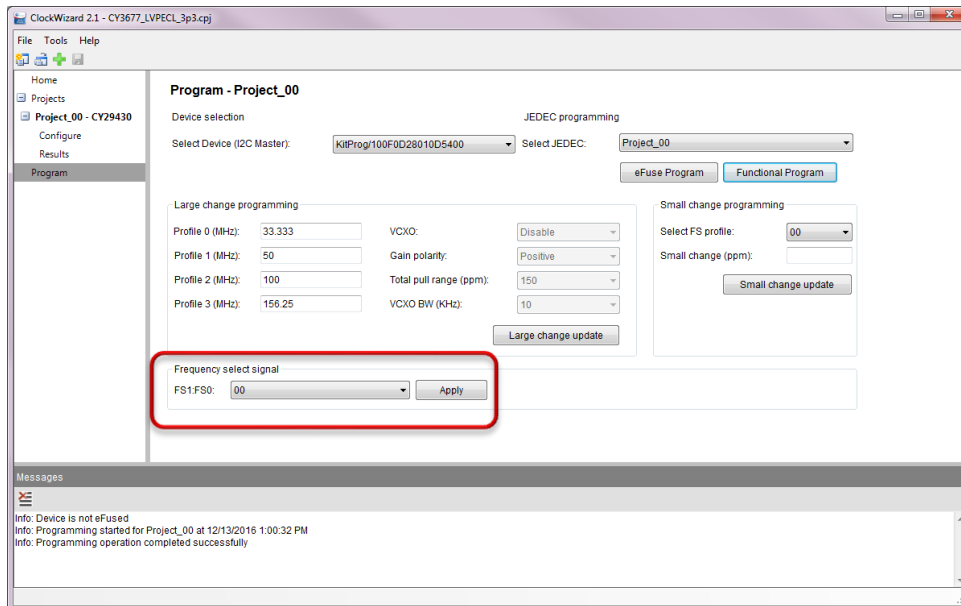 ClockWizard 2.1 - CY3677_LVPECL_3p3.cpj
File Tools Help
Home
Projects
Project_00 - CY29430
Configure
Results
Program
Program - Project_00
Device selection
JEDEC programming
Select Device (I2C Master): KitProg/100F0D28010D5400
Select JEDEC: Project_00
eFuse Program Functional Program
Large change programming
Profile 0 (MHz): 33.333 VCXO: Disable
Profile 1 (MHz): 50 Gain polarity: Positive
Profile 2 (MHz): 100 Total pull range (ppm): 150
Profile 3 (MHz): 156.25 VCXO BW (KHz): 10
Large change update
Small change programming
Select FS profile: 00
Small change (ppm):
Small change update
Frequency select signal
FS1:FS0: 00 Apply
Messages
Info: Device is not eFused
Info: Programming started for Project_00 at 12/13/2016 1:00:32 PM
Info: Programming operation completed successfully